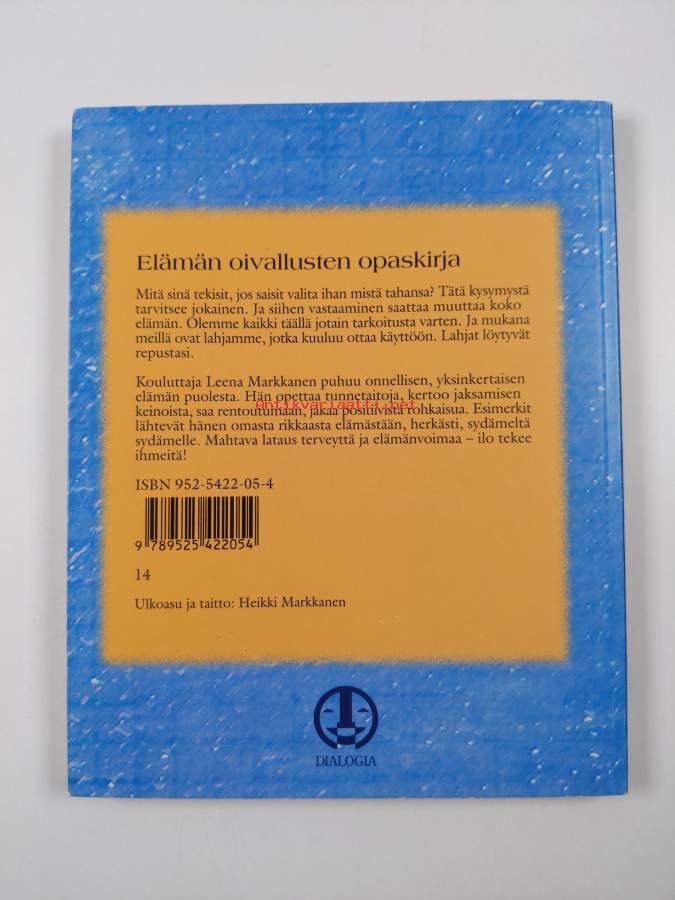 Elämän oivallusten opaskirja
Mitä sinä tekisit, jos saisit valita ihan mistä tahansa? Tätä kysymystä
tarvitsee jokainen. Ja siihen vastaaminen saattaa muuttaa koko
elämän. Olemme kaikki täällä jotain tarkoitusta varten. Ja mukana
meillä ovat lahjamme, jotka kuuluu ottaa käyttöön. Lahjat löytyvät
repustasi.
Kouluttaja Leena Markkanen puhuu onnellisen, yksinkertaisen
elämän puolesta. Hän opettaa tunnetaitoja, kertoo jaksamisen
Antikvariaatti.net
keinoista, saa rentoutumaan, jakaa positiivista rohkaisua. Esimerkit
lähtevät hänen omasta rikkaasta elämästään, herkästi, sydämeltä
sydämelle. Mahtava lataus terveyttä ja elämänvoimaa – ilo tekee
ihmeitä!
ISBN 952-5422-05-4
9 789525 422054
14
Ulkoasu ja taitto: Heikki Markkanen
DIALOGIA